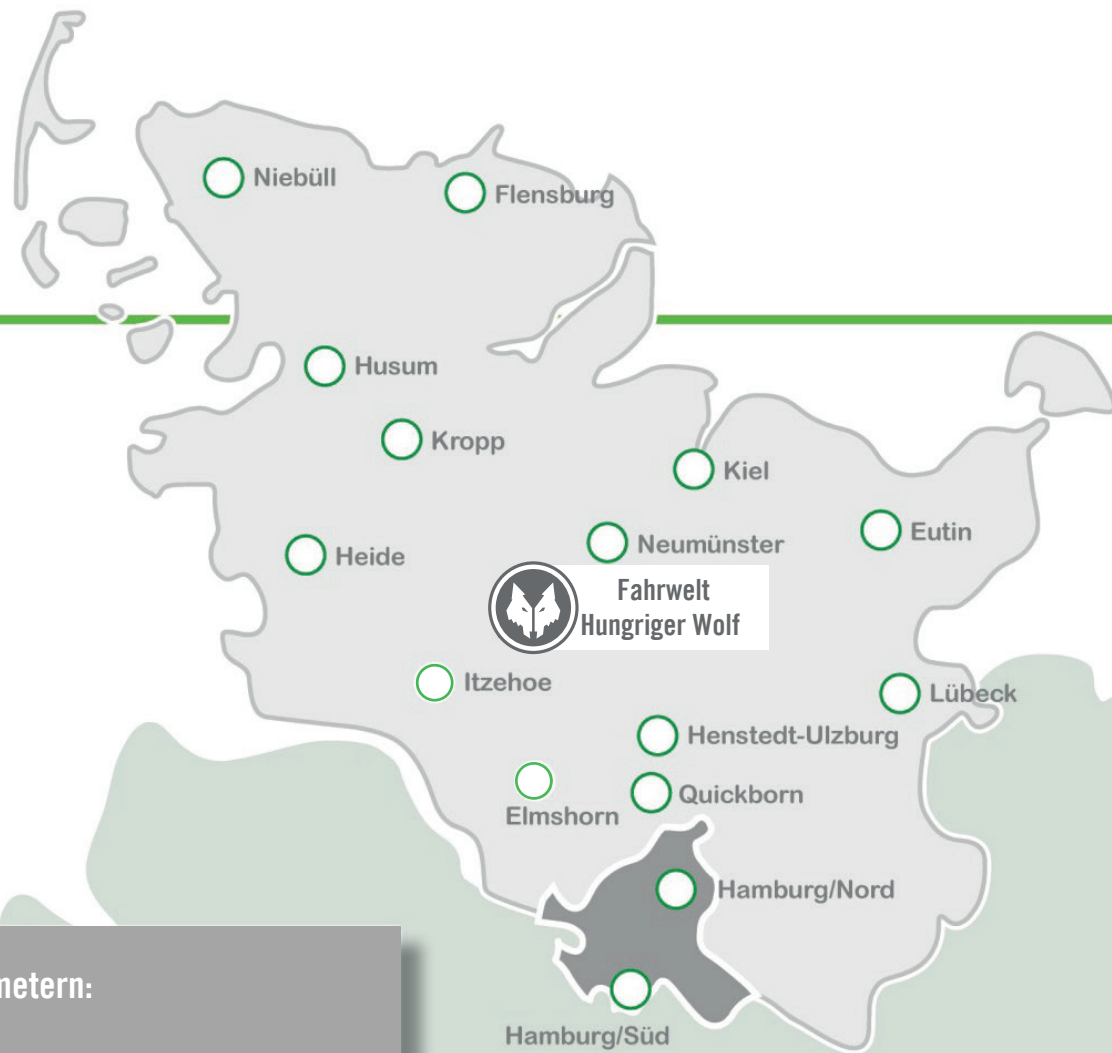 Niebüll
Flensburg
Husum
Kropp
Kiel
Eutin
Neumünster
Heide
Fahrwelt
Hungriger Wolf
Itzehoe
Lübeck
Henstedt-Ulzburg
Elmshorn
Quickborn
Hamburg/Nord
metern:
Hamburg/Süd